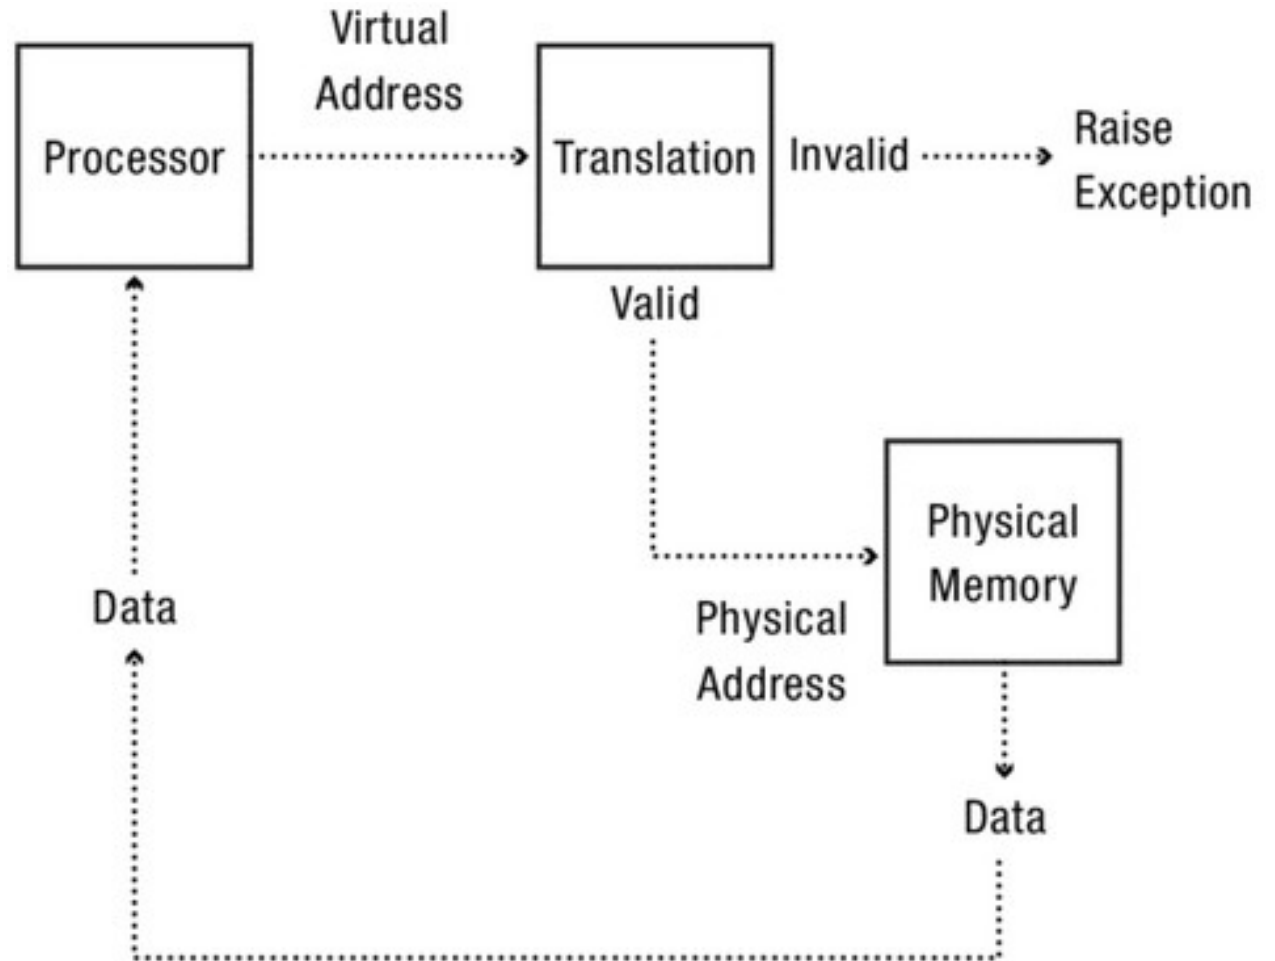 Virtual
Address
Processor
Translation
Invalid
Raise
Exception
Valid
Physical
Memory
Physical
Address
Data
Data